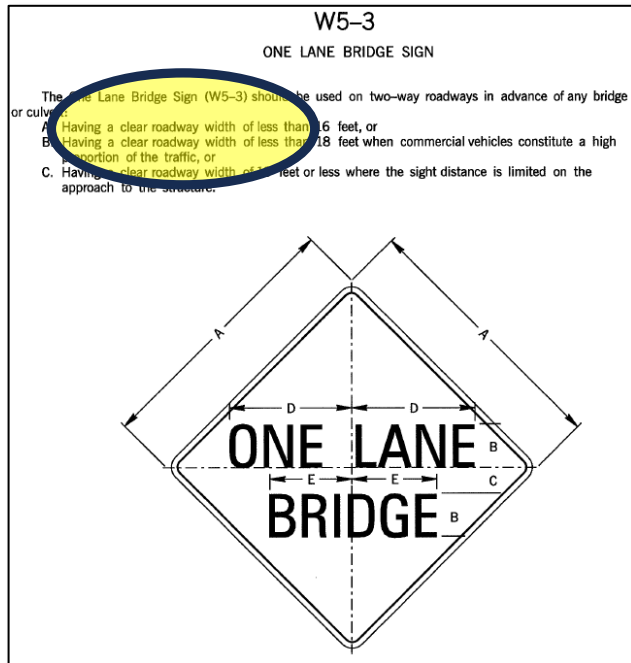 W5–3
ONE LANE BRIDGE SIGN
The One Lane Bridge Sign (W5–3) should be used on two-way roadways in advance of any bridge
or culvert:
A. Having a clear roadway width of less than 16 feet, or
B. Having a clear roadway width of less than 18 feet when commercial vehicles constitute a high
proportion of the traffic, or
C. Having a clear roadway width of feet or less where the sight distance is limited on the
approach to the structure.
A
A
D
D
ONE LANE
B
E
E
C
BRIDGE
B